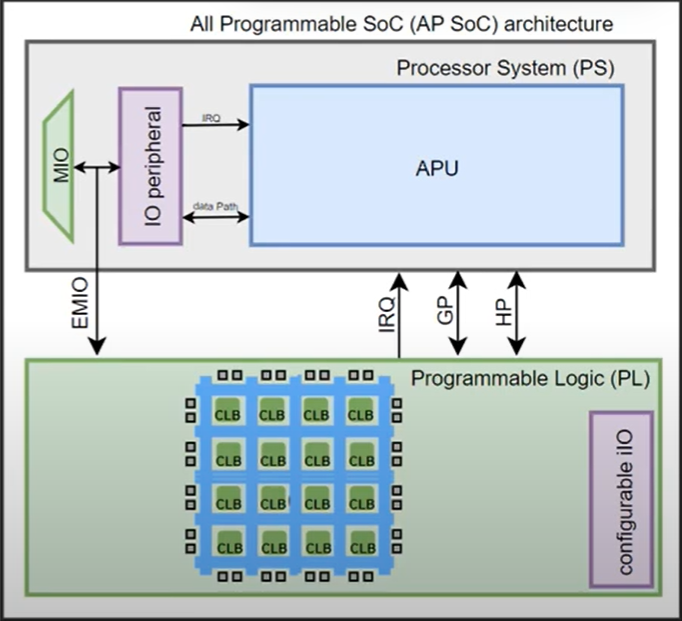 All Programmable SoC (AP SoC) architecture
Processor System (PS)
MIO
IO peripheral
IRQ
data Path
APU
EMIO
IRQ
GP
HP
Programmable Logic (PL)
CLB CLB CLB CLB
CLB CLB CLB CLB
CLB CLB CLB CLB
CLB CLB CLB CLB
configurable iIO